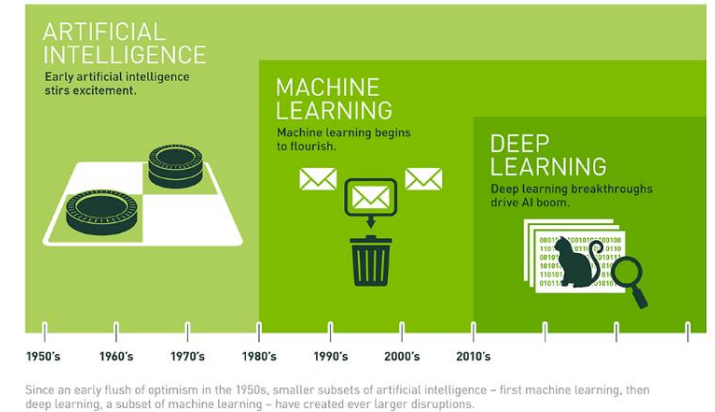 ARTIFICIAL
INTELLIGENCE
Early artificial intelligence
stirs excitement.
MACHINE
LEARNING
Machine learning begins
to flourish.
DEEP
LEARNING
Deep learning breakthroughs
drive AI boom.
1950's 1960's 1970's 1980's 1990's 2000's 2010's
Since an early flush of optimism in the 1950s, smaller subsets of artificial intelligence – first machine learning, then
deep learning, a subset of machine learning – have created ever larger disruptions.